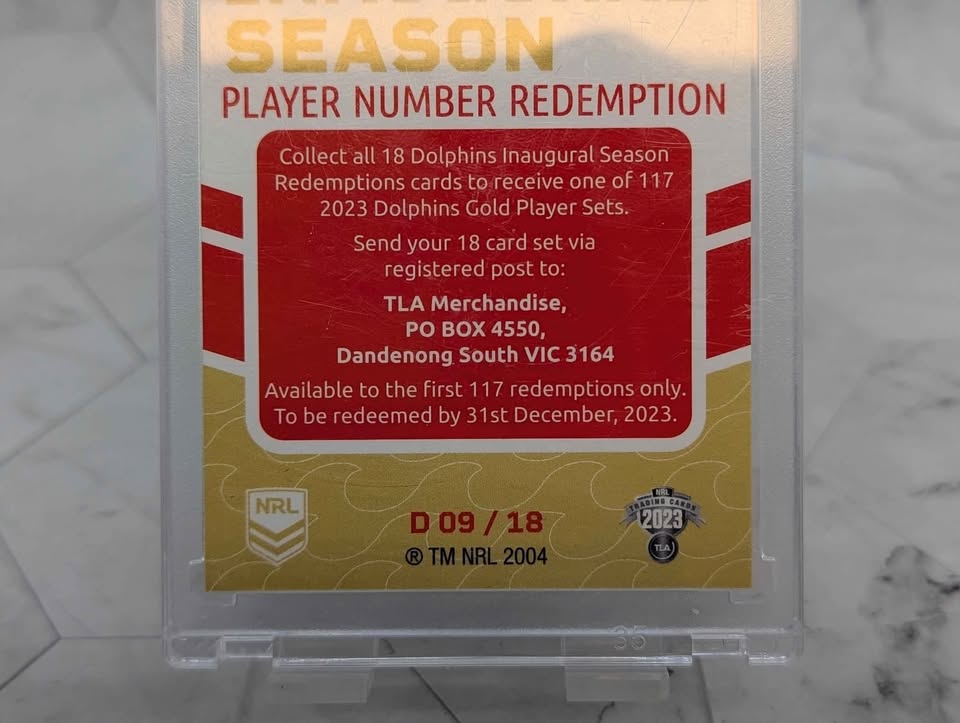 INAUGURAL
SEASON
PLAYER NUMBER REDEMPTION
Collect all 18 Dolphins Inaugural Season
Redemptions cards to receive one of 117
2023 Dolphins Gold Player Sets.
Send your 18 card set via
registered post to:
TLA Merchandise,
PO BOX 4550,
Dandenong South VIC 3164
Available to the first 117 redemptions only.
To be redeemed by 31st December, 2023.
NRL
D 09 / 18
® TM NRL 2004
NRL
TRADING CARDS
2023
TLA
35